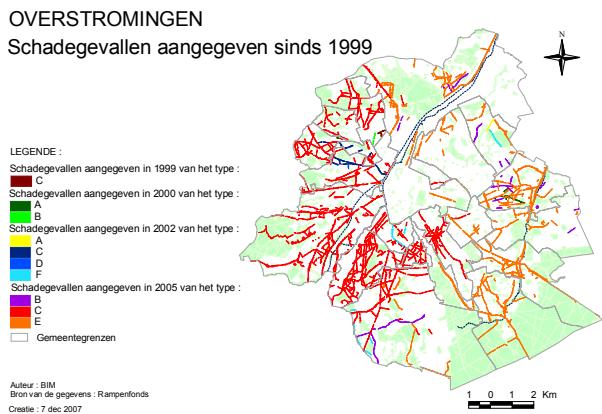 OVERSTROMINGEN
Schadegevallen aangegeven sinds 1999
N
LEGENDE :
Schadegevallen aangegeven in 1999 van het type :
C
Schadegevallen aangegeven in 2000 van het type :
A
B
Schadegevallen aangegeven in 2002 van het type :
A
C
D
F
Schadegevallen aangegeven in 2005 van het type :
B
C
E
Gemeentegrenzen
Auteur : BIM
Bron van de gegevens : Rampenfonds
Creatie : 7 dec 2007
1 0 1 2 Km